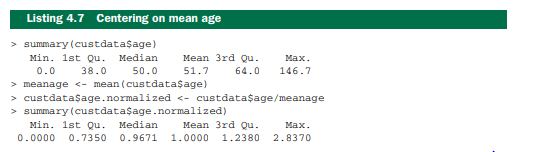 Listing 4.7 Centering on mean age
> summary(custdata$age)
Min. 1st Qu. Median Mean 3rd Qu. Max.
0.0 38.0 50.0 51.7 64.0 146.7
> meanage <- mean(custdata$age)
> custdata$age.normalized <- custdata$age/meanage
> summary(custdata$age.normalized)
Min. 1st Qu. Median Mean 3rd Qu. Max.
0.0000 0.7350 0.9671 1.0000 1.2380 2.8370